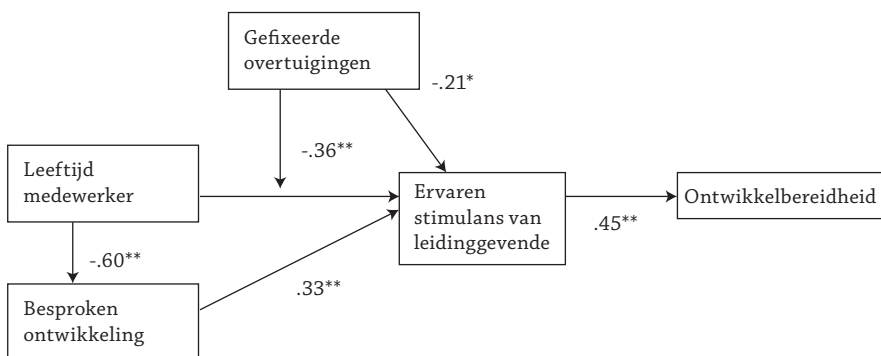 Gefixeerde
overtuigingen
-.21*
-.36**
Leeftijd
medewerker
Ervaren
stimulans van
leidinggevende
Ontwikkelbereidheid
.45**
-.60**
.33**
Besproken
ontwikkeling